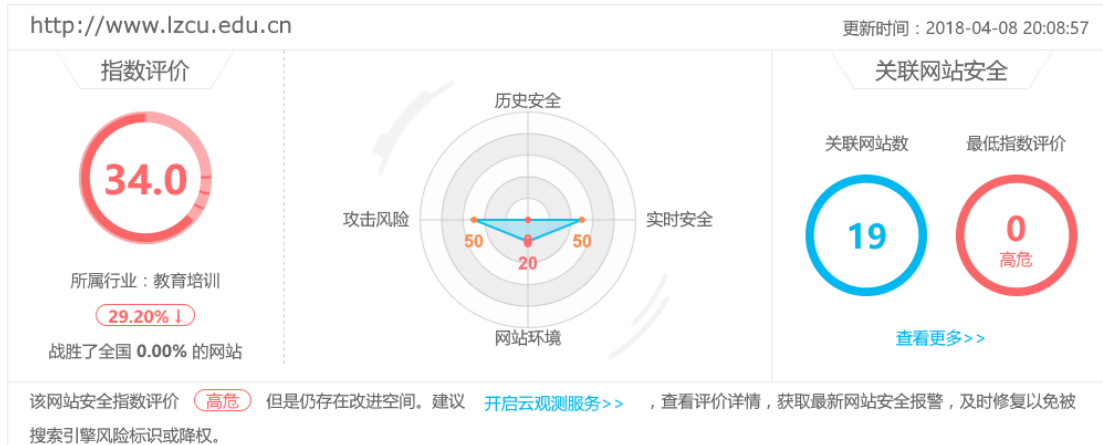 http://www.lzcu.edu.cn
更新时间：2018-04-08 20:08:57
指数评价
34.0
所属行业：教育培训
29.20%↓
战胜了全国 0.00% 的网站
历史安全
攻击风险
实时安全
50
0
50
20
网站环境
关联网站安全
关联网站数
最低指数评价
19
0
高危
查看更多>>
该网站安全指数评价 高危 但是仍存在改进空间。建议 开启云观测服务>> ，查看评价详情，获取最新网站安全报警，及时修复以免被
搜索引擎风险标识或降权。